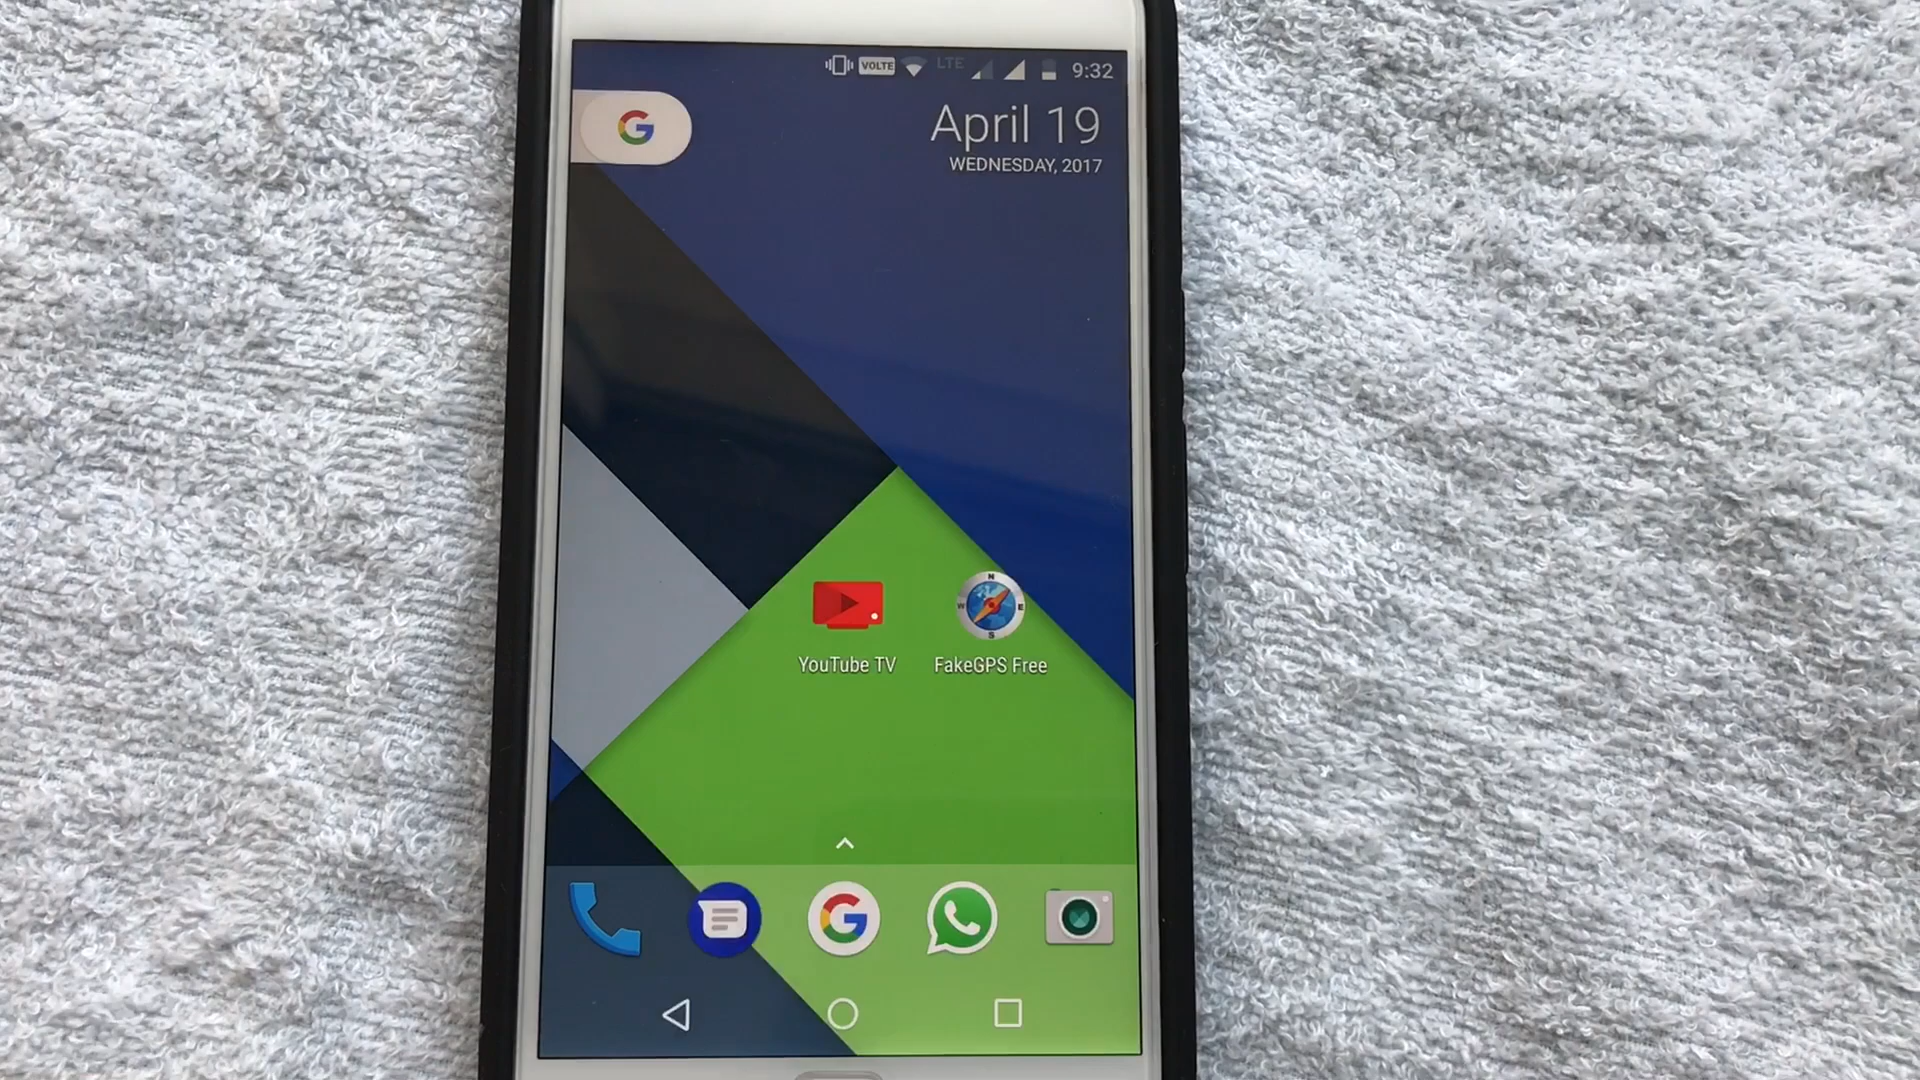 VOLTE LTE 9:32
G
April 19
WEDNESDAY, 2017
N
W E
S
YouTube TV FakeGPS Free
G